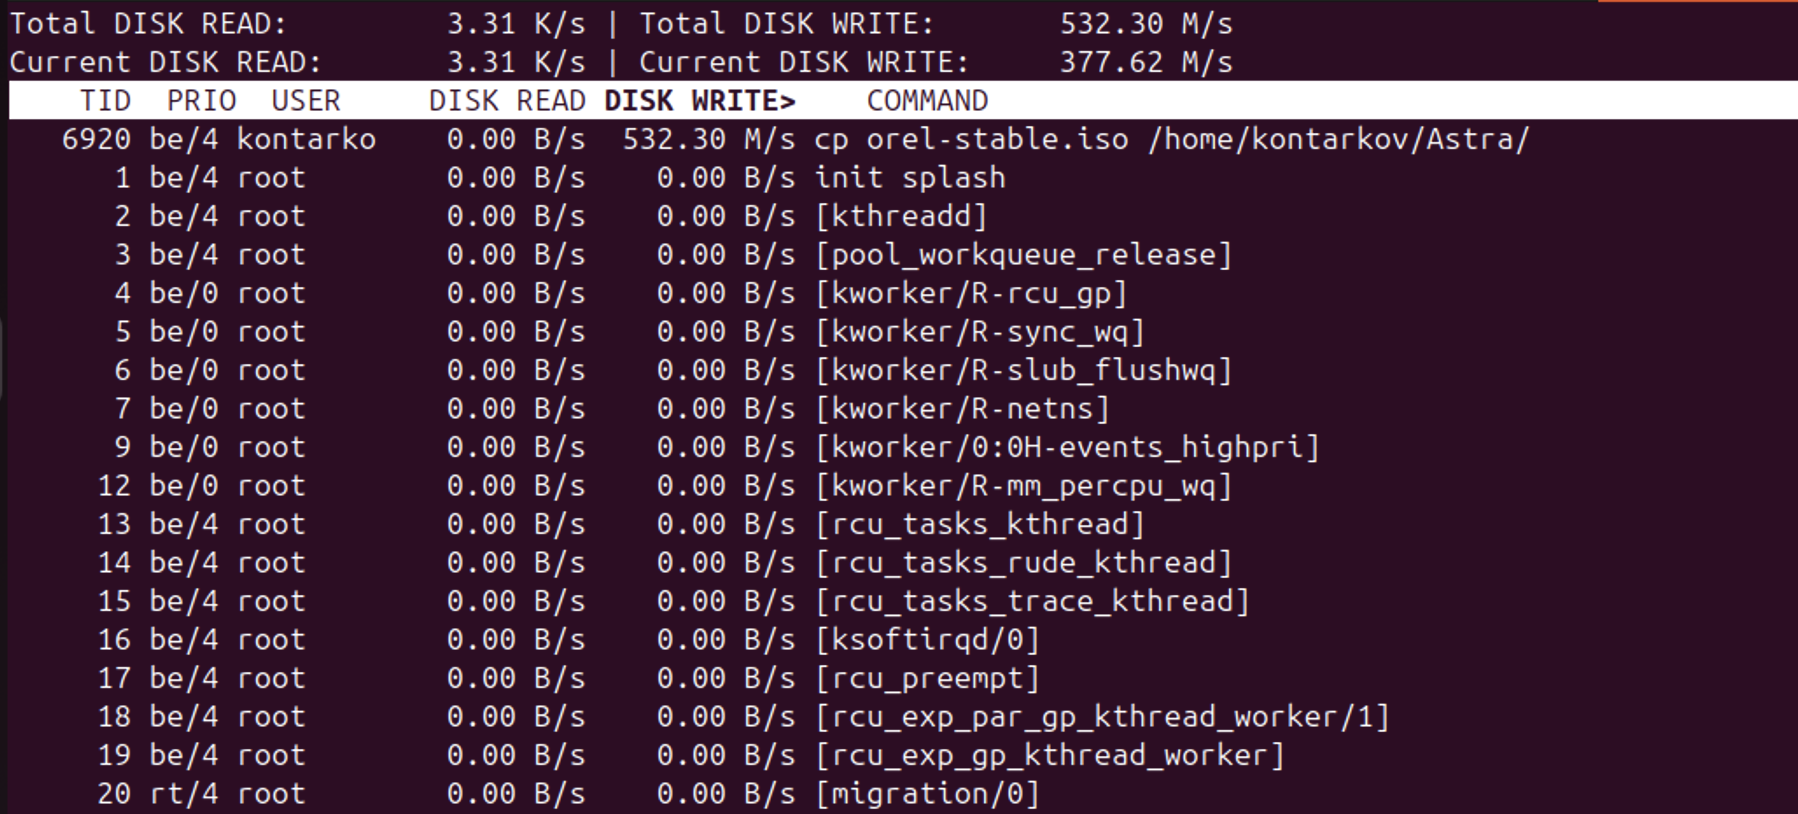 Total DISK READ:         3.31 K/s | Total DISK WRITE:       532.30 M/s
Current DISK READ:       3.31 K/s | Current DISK WRITE:     377.62 M/s
    TID  PRIO  USER     DISK READ DISK WRITE>    COMMAND
   6920 be/4 kontarko    0.00 B/s  532.30 M/s cp orel-stable.iso /home/kontarkov/Astra/
      1 be/4 root        0.00 B/s    0.00 B/s init splash
      2 be/4 root        0.00 B/s    0.00 B/s [kthreadd]
      3 be/4 root        0.00 B/s    0.00 B/s [pool_workqueue_release]
      4 be/0 root        0.00 B/s    0.00 B/s [kworker/R-rcu_gp]
      5 be/0 root        0.00 B/s    0.00 B/s [kworker/R-sync_wq]
      6 be/0 root        0.00 B/s    0.00 B/s [kworker/R-slub_flushwq]
      7 be/0 root        0.00 B/s    0.00 B/s [kworker/R-netns]
      9 be/0 root        0.00 B/s    0.00 B/s [kworker/0:0H-events_highpri]
     12 be/0 root        0.00 B/s    0.00 B/s [kworker/R-mm_percpu_wq]
     13 be/4 root        0.00 B/s    0.00 B/s [rcu_tasks_kthread]
     14 be/4 root        0.00 B/s    0.00 B/s [rcu_tasks_rude_kthread]
     15 be/4 root        0.00 B/s    0.00 B/s [rcu_tasks_trace_kthread]
     16 be/4 root        0.00 B/s    0.00 B/s [ksoftirqd/0]
     17 be/4 root        0.00 B/s    0.00 B/s [rcu_preempt]
     18 be/4 root        0.00 B/s    0.00 B/s [rcu_exp_par_gp_kthread_worker/1]
     19 be/4 root        0.00 B/s    0.00 B/s [rcu_exp_gp_kthread_worker]
     20 rt/4 root        0.00 B/s    0.00 B/s [migration/0]